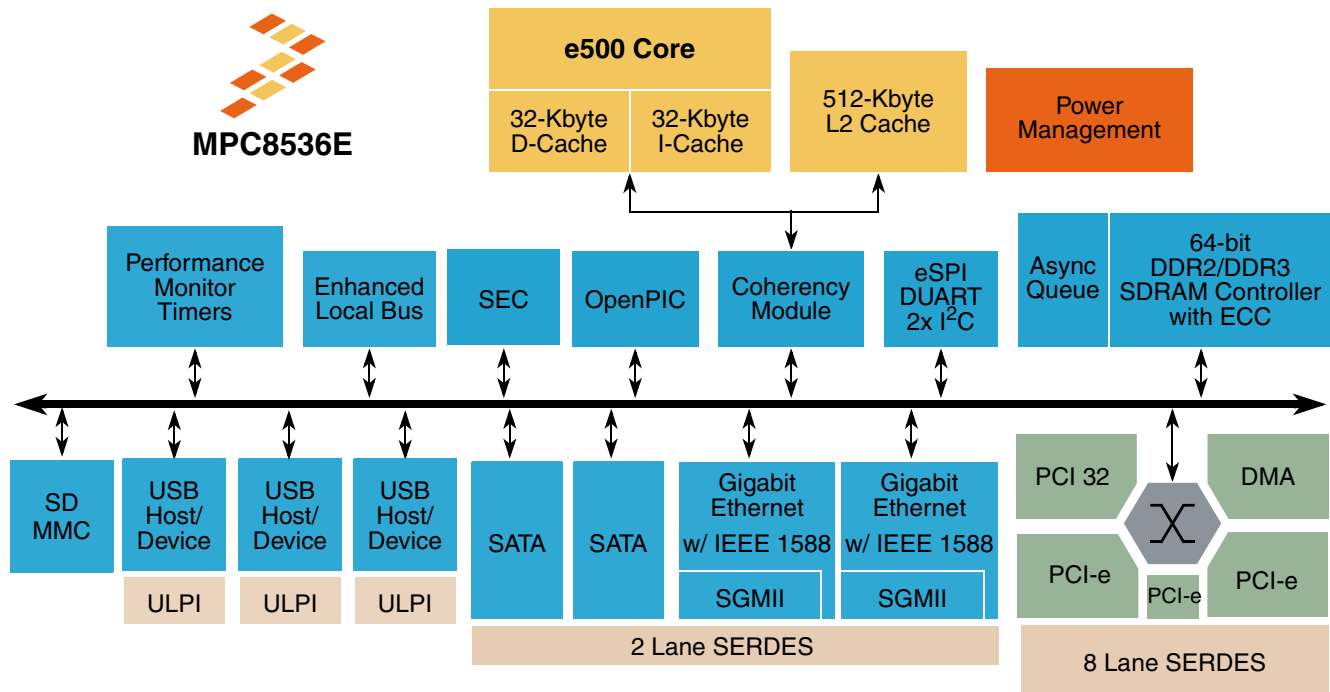 MPC8536E
e500 Core
32-Kbyte
D-Cache
32-Kbyte
I-Cache
512-Kbyte
L2 Cache
Power
Management
Performance
Monitor
Timers
Enhanced
Local Bus
SEC
OpenPIC
Coherency
Module
eSPI
DUART
2x I²C
Async
Queue
64-bit
DDR2/DDR3
SDRAM Controller
with ECC
SD
MMC
USB
Host/
Device
ULPI
USB
Host/
Device
ULPI
USB
Host/
Device
ULPI
SATA
SATA
Gigabit
Ethernet
w/ IEEE 1588
SGMII
Gigabit
Ethernet
w/ IEEE 1588
SGMII
2 Lane SERDES
PCI 32
DMA
PCI-e
PCI-e
PCI-e
8 Lane SERDES